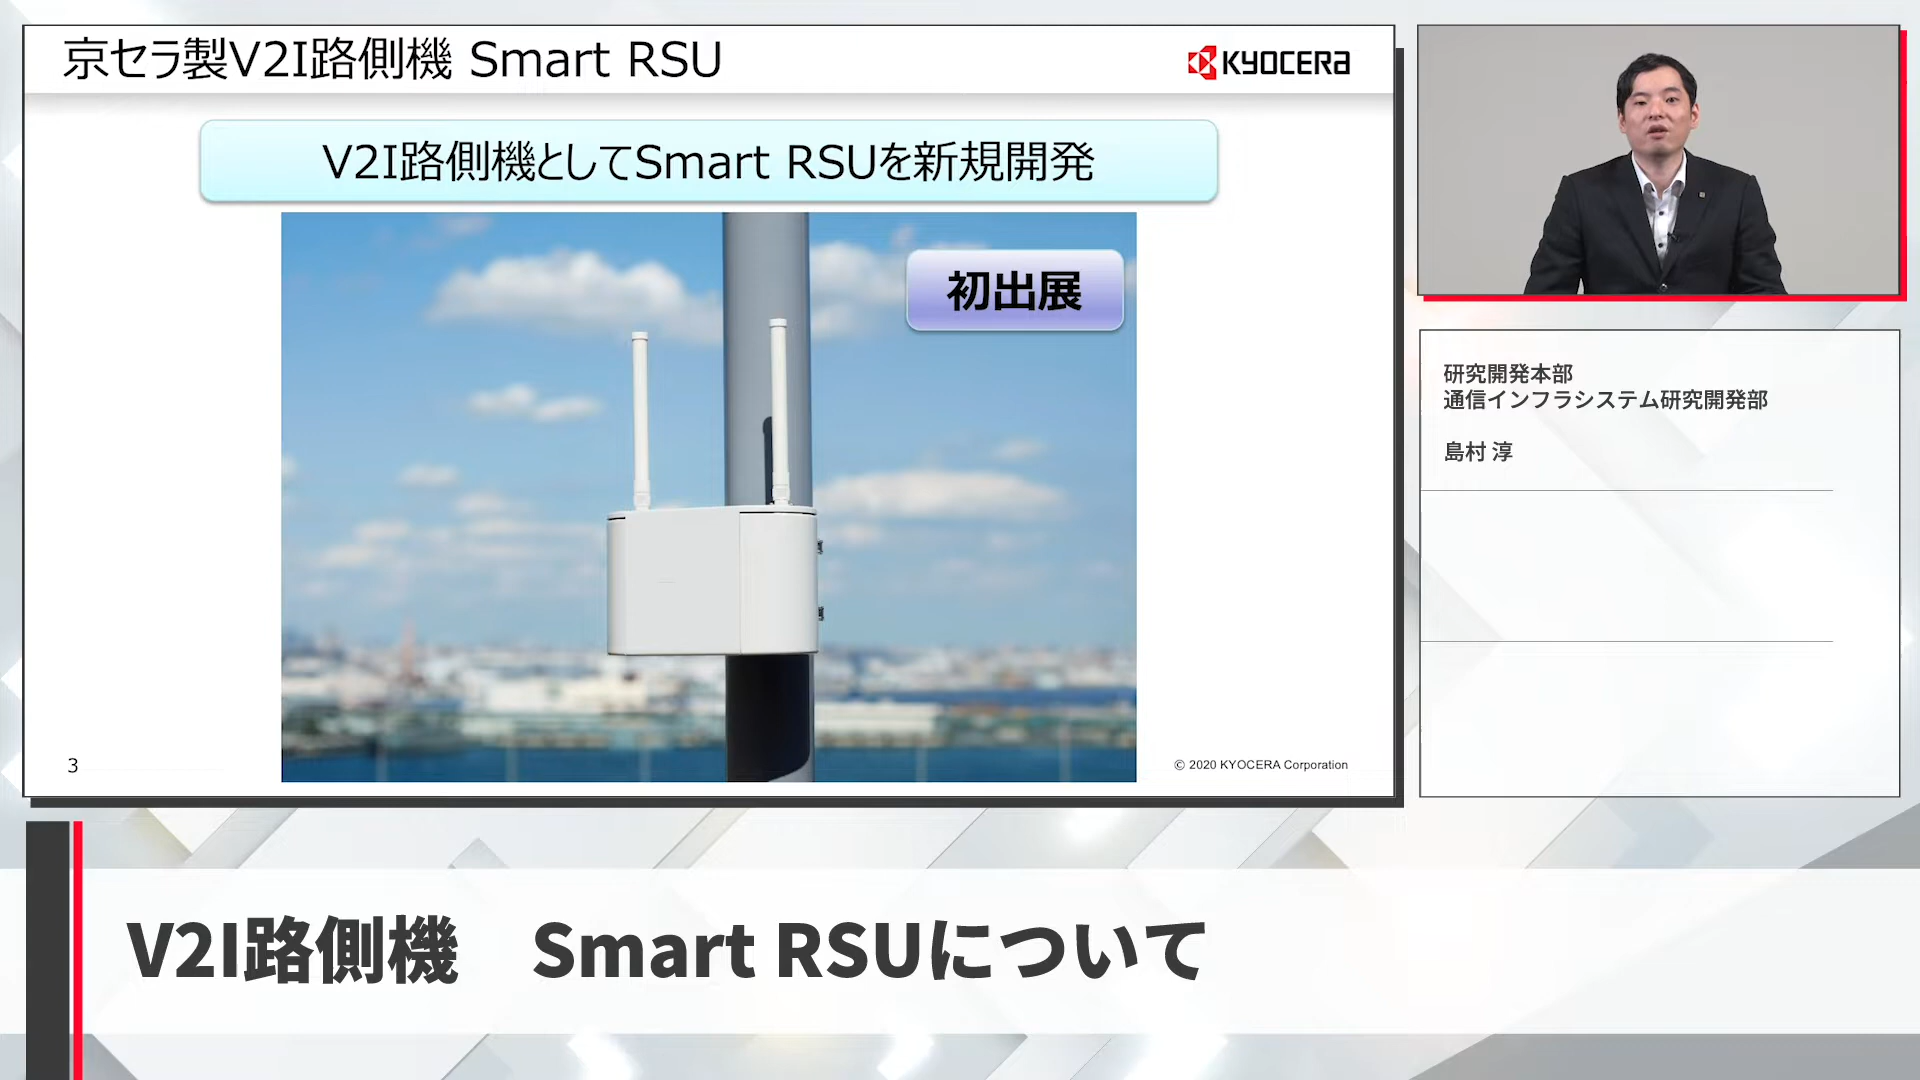 京セラ製V2I路側機 Smart RSU
KYOCERA
V2I路側機としてSmart RSUを新規開発
初出展
3
© 2020 KYOCERA Corporation
研究開発本部
通信インフラシステム研究開発部
島村 淳
V2I路側機　Smart RSUについて